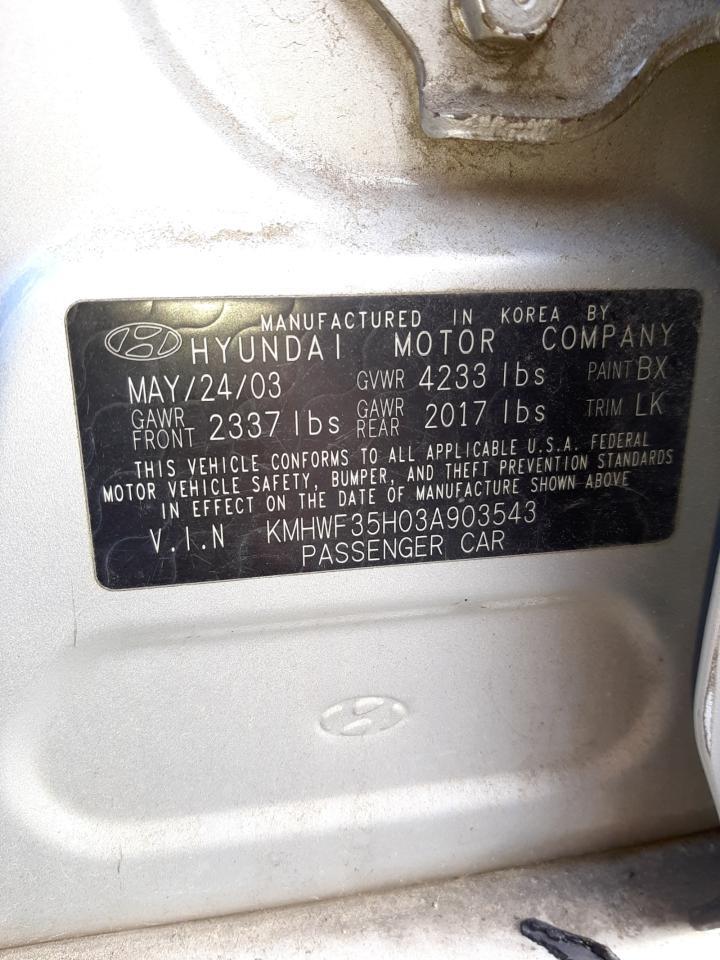 MANUFACTURED IN KOREA BY
HYUNDAI MOTOR COMPANY
MAY/24/03 GVWR 4233 lbs PAINT BX
GAWR FRONT 2337 lbs GAWR REAR 2017 lbs TRIM LK
THIS VEHICLE CONFORMS TO ALL APPLICABLE U.S.A. FEDERAL
MOTOR VEHICLE SAFETY, BUMPER, AND THEFT PREVENTION STANDARDS
IN EFFECT ON THE DATE OF MANUFACTURE SHOWN ABOVE
V.I.N KMHWF35H03A903543
PASSENGER CAR